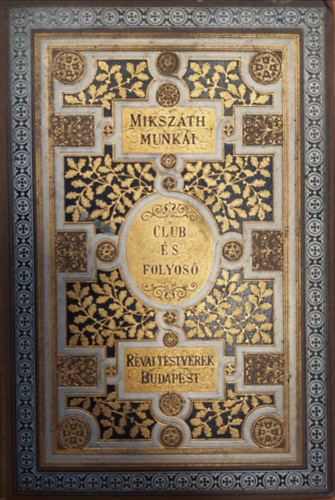 MIKSZÁTH
MUNKÁI
CLUB
ÉS
FOLYOSÓ
RÉVAI TESTVÉREK
BUDAPEST